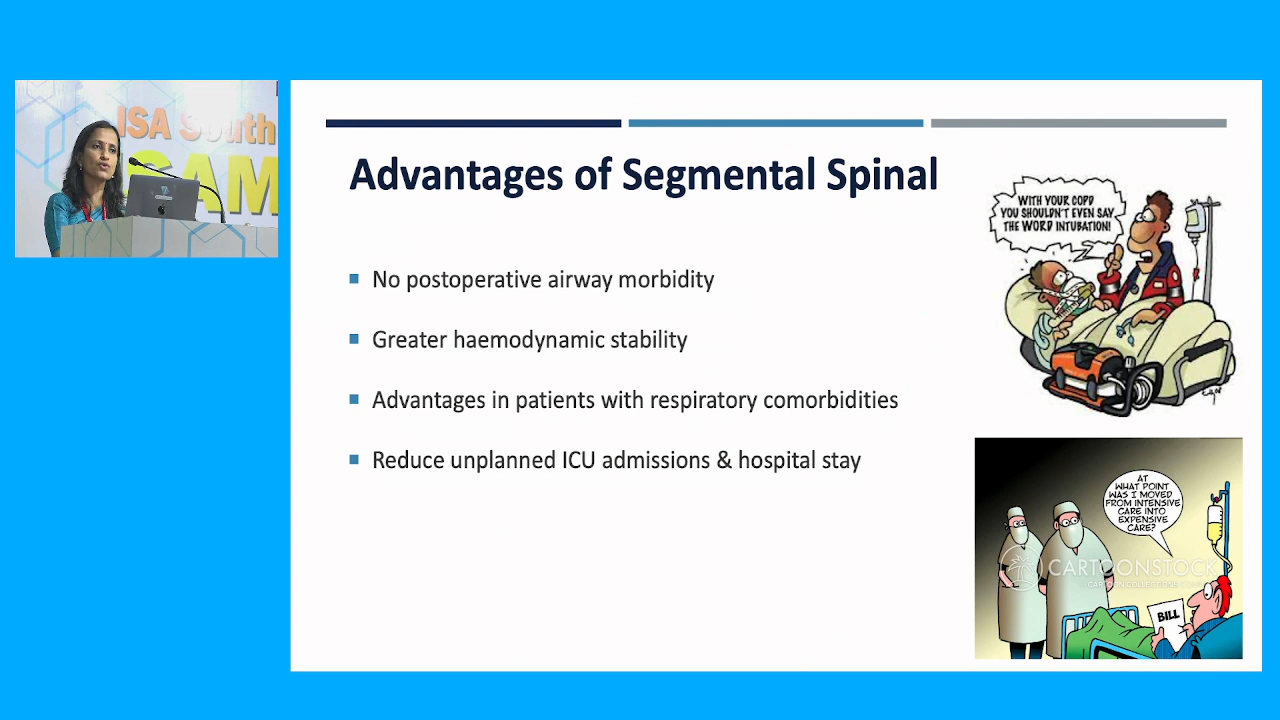 ISA South
GAM
Advantages of Segmental Spinal
No postoperative airway morbidity
Greater haemodynamic stability
Advantages in patients with respiratory comorbidities
Reduce unplanned ICU admissions & hospital stay
WITH YOUR COPD
YOU SHOULDN'T EVEN SAY
THE WORD INTUBATION!
AT
WHAT POINT
WAS I MOVED
FROM INTENSIVE
CARE INTO
EXPENSIVE
CARE?
CARTOONSTOCK
BILL